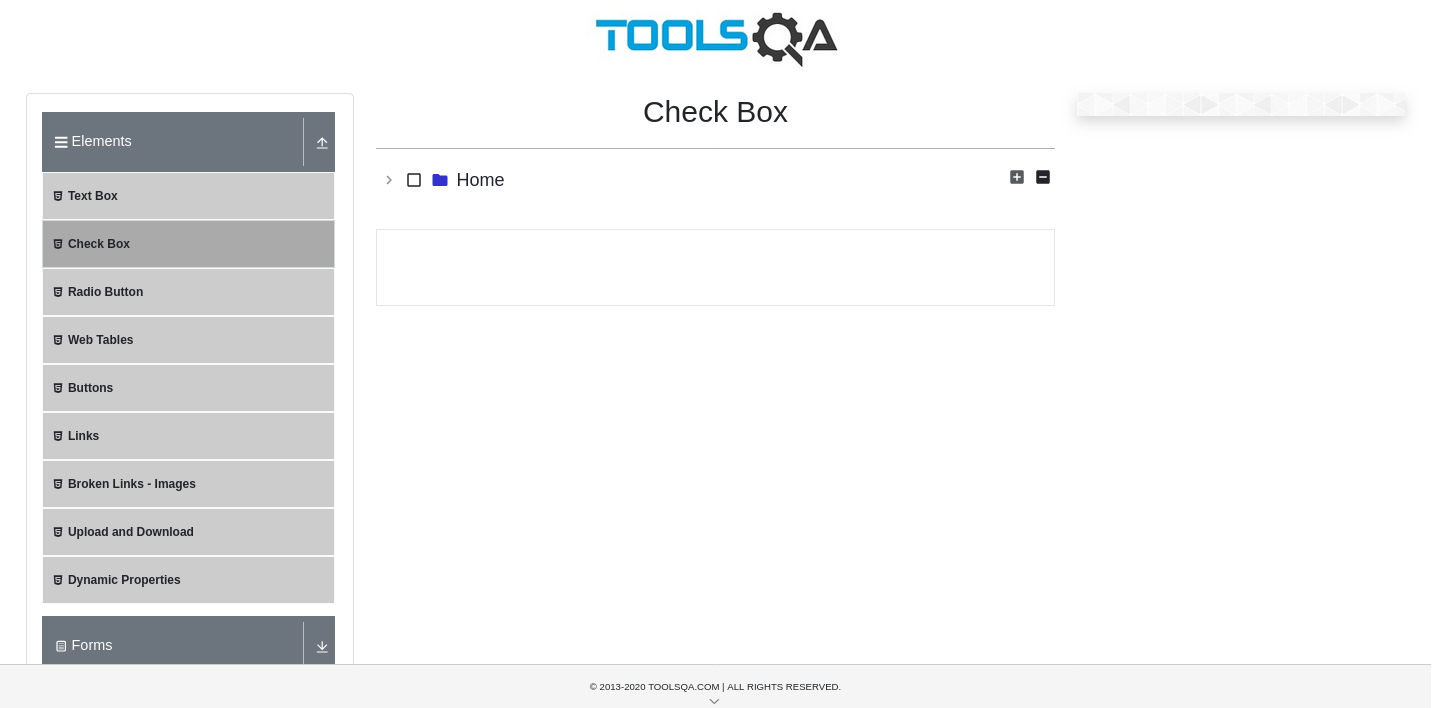 TOOLSQA
Elements
Text Box
Check Box
Radio Button
Web Tables
Buttons
Links
Broken Links - Images
Upload and Download
Dynamic Properties
Forms
Check Box
Home
© 2013-2020 TOOLSQA.COM | ALL RIGHTS RESERVED.